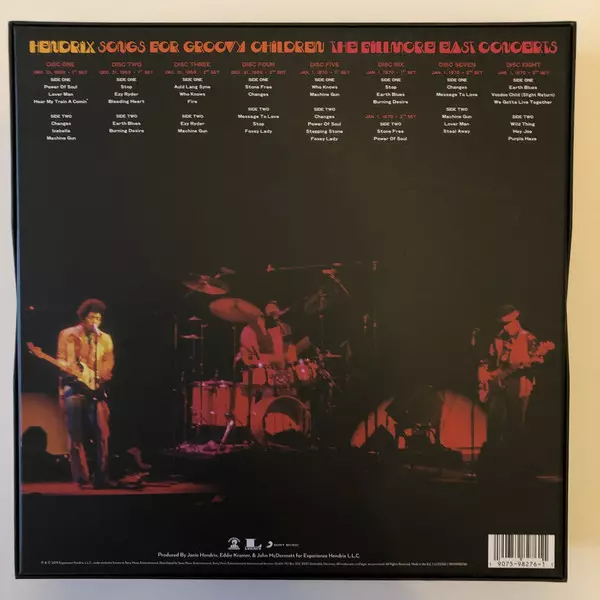 HENDRIX SONGS FOR GROOVY CHILDREN THE FILLMORE EAST CONCERTS
DISC ONE
DEC. 31, 1969 - 1ST SET
SIDE ONE
Power Of Soul
Lover Man
Hear My Train A Comin'
SIDE TWO
Changes
Izabella
Machine Gun
DISC TWO
DEC. 31, 1969 - 1ST SET
SIDE ONE
Stop
Ezy Ryder
Bleeding Heart
SIDE TWO
Earth Blues
Burning Desire
DISC THREE
DEC. 31, 1969 - 2ND SET
SIDE ONE
Auld Lang Syne
Who Knows
Fire
SIDE TWO
Ezy Ryder
Machine Gun
DISC FOUR
DEC. 31, 1969 - 2ND SET
SIDE ONE
Stone Free
Changes
SIDE TWO
Message To Love
Stop
Foxey Lady
DISC FIVE
JAN. 1, 1970 - 1ST SET
SIDE ONE
Who Knows
Machine Gun
SIDE TWO
Changes
Power Of Soul
Stepping Stone
Foxey Lady
DISC SIX
JAN. 1, 1970 - 1ST SET
SIDE ONE
Stop
Earth Blues
Burning Desire
JAN. 1, 1970 - 2ND SET
SIDE TWO
Stone Free
Power Of Soul
DISC SEVEN
JAN. 1, 1970 - 2ND SET
SIDE ONE
Changes
Message To Love
SIDE TWO
Machine Gun
Lover Man
Steal Away
DISC EIGHT
JAN. 1, 1970 - 2ND SET
SIDE ONE
Earth Blues
Voodoo Child (Slight Return)
We Gotta Live Together
SIDE TWO
Wild Thing
Hey Joe
Purple Haze
LEGACY
SONY MUSIC
Produced By Janie Hendrix, Eddie Kramer, & John McDermott for Experience Hendrix L.L.C.
1 90759 82761